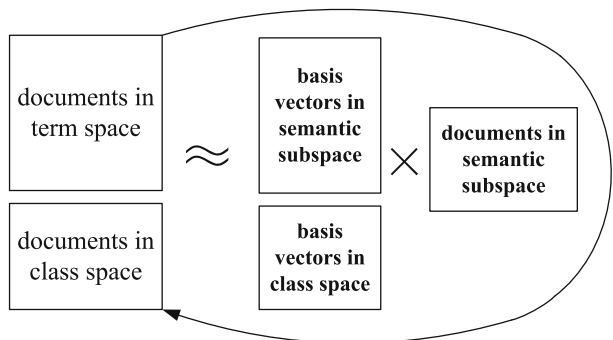 documents in
term space
≈
basis
vectors in
semantic
subspace
×
documents in
semantic
subspace
documents in
class space
basis
vectors in
class space